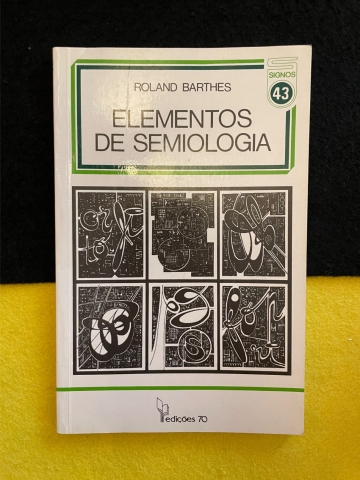 ROLAND BARTHES
SIGNOS
43
ELEMENTOS
DE SEMIOLOGIA
edições 70